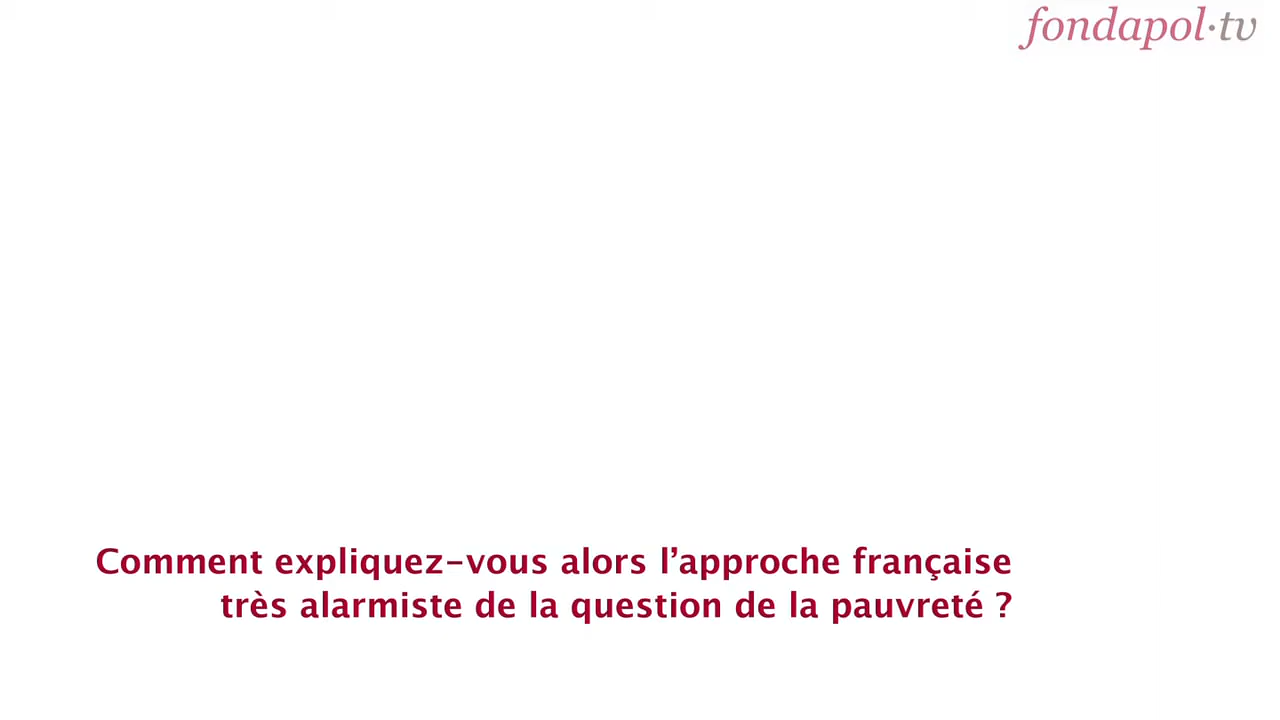 fondapol·tv
Comment expliquez-vous alors l’approche française
très alarmiste de la question de la pauvreté ?